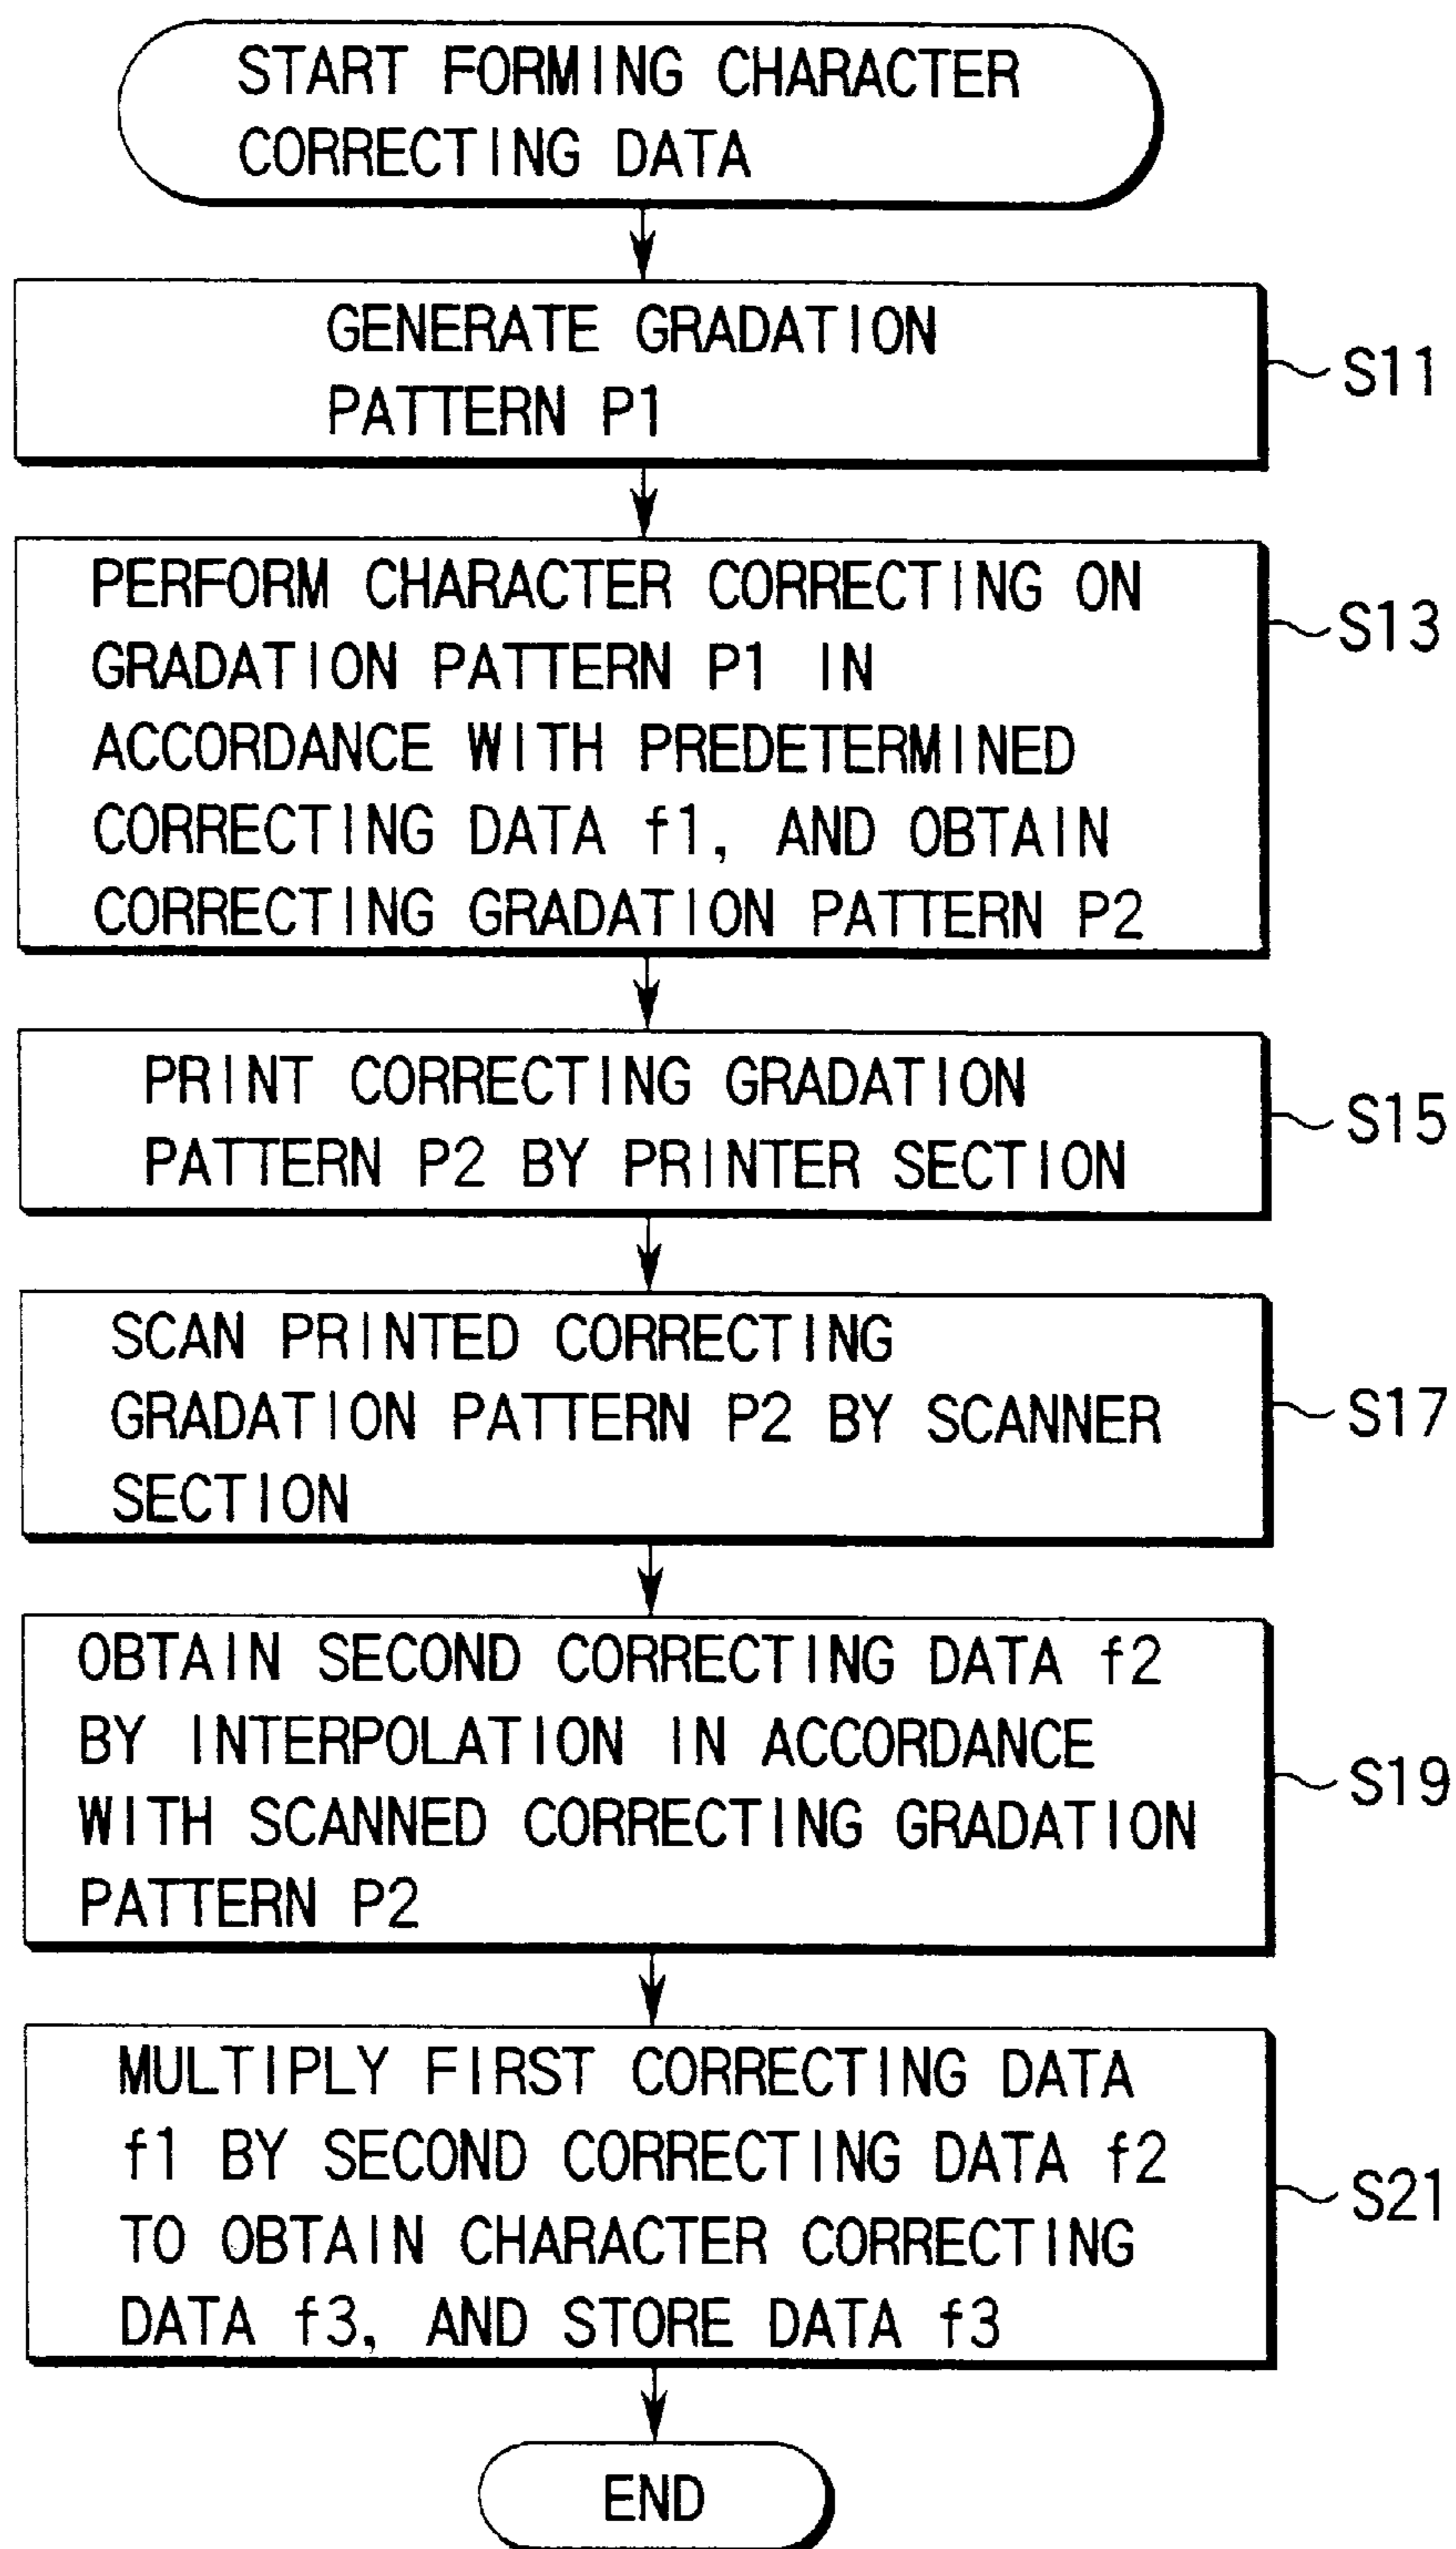 START FORMING CHARACTER
CORRECTING DATA
GENERATE GRADATION
PATTERN P1
S11
PERFORM CHARACTER CORRECTING ON
GRADATION PATTERN P1 IN
ACCORDANCE WITH PREDETERMINED
CORRECTING DATA f1, AND OBTAIN
CORRECTING GRADATION PATTERN P2
S13
PRINT CORRECTING GRADATION
PATTERN P2 BY PRINTER SECTION
S15
SCAN PRINTED CORRECTING
GRADATION PATTERN P2 BY SCANNER
SECTION
S17
OBTAIN SECOND CORRECTING DATA f2
BY INTERPOLATION IN ACCORDANCE
WITH SCANNED CORRECTING GRADATION
PATTERN P2
S19
MULTIPLY FIRST CORRECTING DATA
f1 BY SECOND CORRECTING DATA f2
TO OBTAIN CHARACTER CORRECTING
DATA f3, AND STORE DATA f3
S21
END